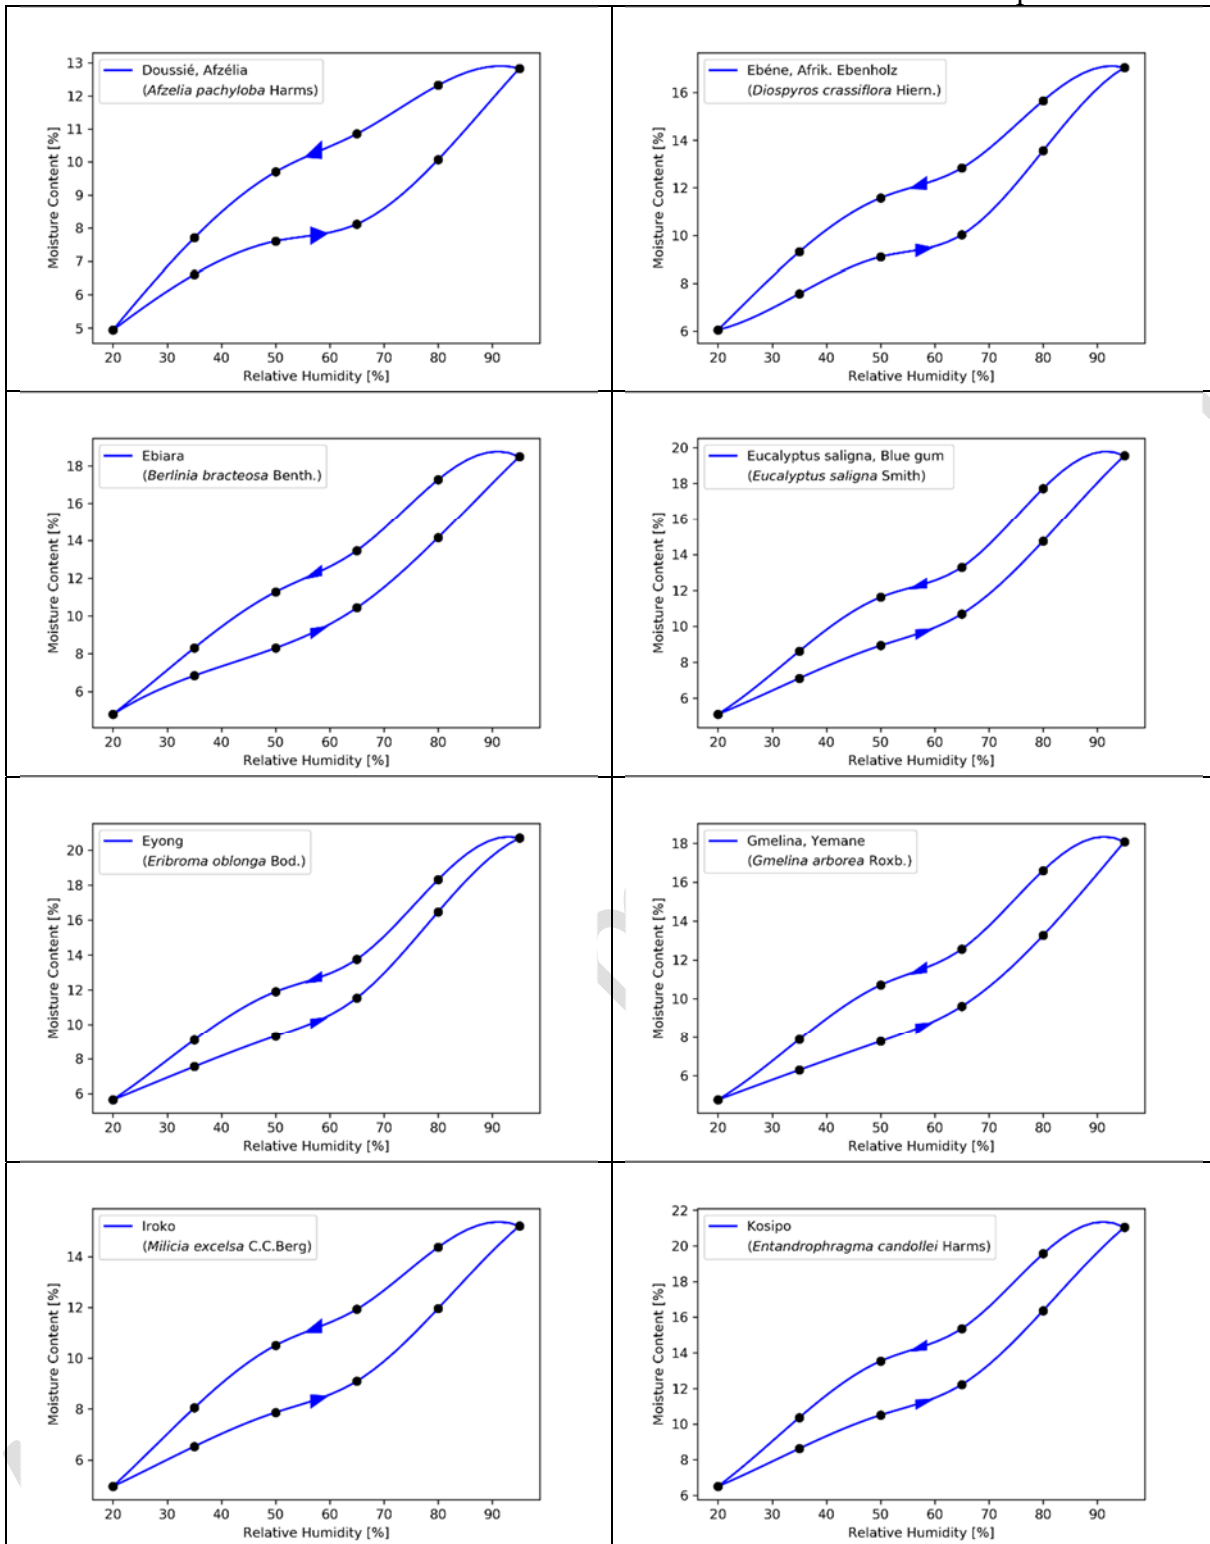 Doussié, Afzélia
(Afzelia pachyloba Harms)
13
12
11
10
9
8
7
6
5
Moisture Content [%]
20 30 40 50 60 70 80 90
Relative Humidity [%]
Ebéne, Afrik. Ebenholz
(Diospyros crassiflora Hiern.)
16
14
12
10
8
6
Moisture Content [%]
20 30 40 50 60 70 80 90
Relative Humidity [%]
Ebiara
(Berlinia bracteosa Benth.)
18
16
14
12
10
8
6
Moisture Content [%]
20 30 40 50 60 70 80 90
Relative Humidity [%]
Eucalyptus saligna, Blue gum
(Eucalyptus saligna Smith)
20
18
16
14
12
10
8
6
Moisture Content [%]
20 30 40 50 60 70 80 90
Relative Humidity [%]
Eyong
(Eribroma oblonga Bod.)
20
18
16
14
12
10
8
6
Moisture Content [%]
20 30 40 50 60 70 80 90
Relative Humidity [%]
Gmelina, Yemane
(Gmelina arborea Roxb.)
18
16
14
12
10
8
6
Moisture Content [%]
20 30 40 50 60 70 80 90
Relative Humidity [%]
Iroko
(Milicia excelsa C.C.Berg)
14
12
10
8
6
Moisture Content [%]
20 30 40 50 60 70 80 90
Relative Humidity [%]
Kosipo
(Entandrophragma candollei Harms)
22
20
18
16
14
12
10
8
6
Moisture Content [%]
20 30 40 50 60 70 80 90
Relative Humidity [%]